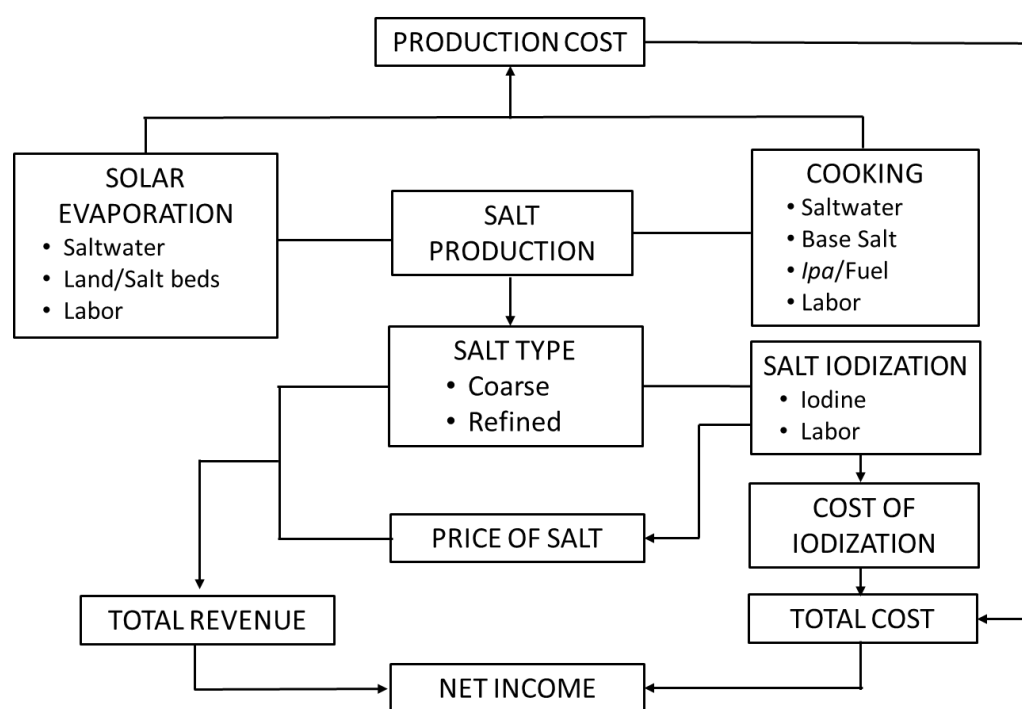 PRODUCTION COST
SOLAR
EVAPORATION
• Saltwater
• Land/Salt beds
• Labor
SALT
PRODUCTION
COOKING
• Saltwater
• Base Salt
• Ipa/Fuel
• Labor
SALT TYPE
• Coarse
• Refined
SALT IODIZATION
• Iodine
• Labor
PRICE OF SALT
COST OF
IODIZATION
TOTAL REVENUE
TOTAL COST
NET INCOME